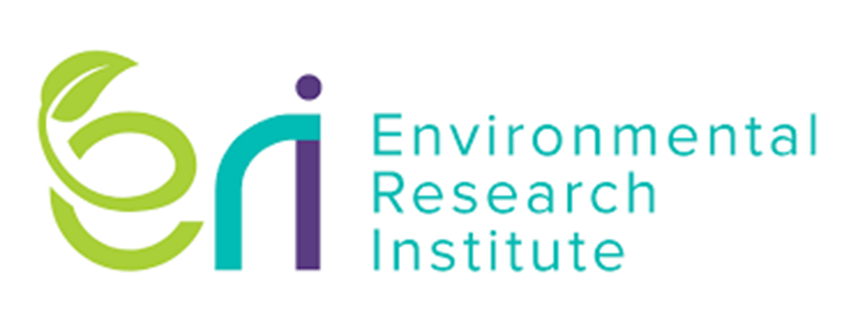 eri
Environmental
Research
Institute